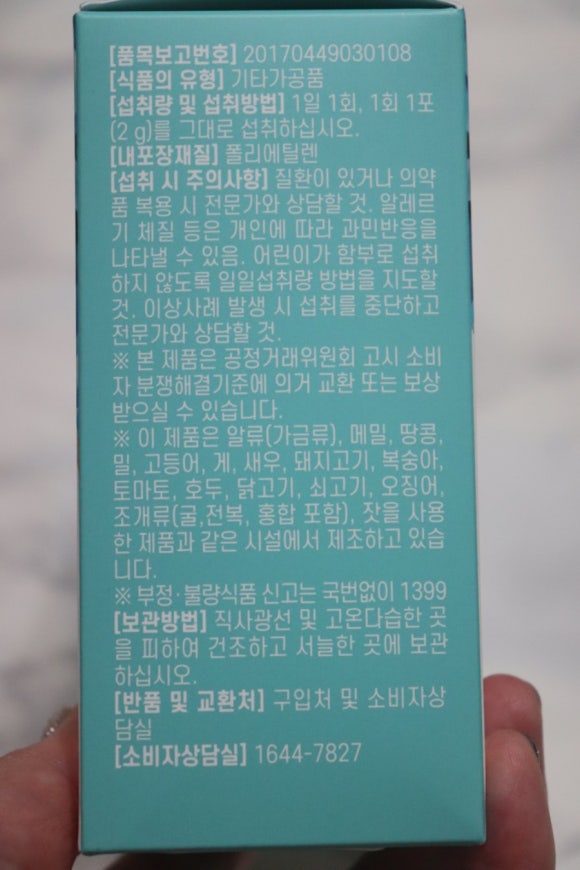 [품목보고번호] 20170449030108
[식품의 유형] 기타가공품
[섭취량 및 섭취방법] 1일 1회, 1회 1포
(2 g)를 그대로 섭취하십시오.
[내포장재질] 폴리에틸렌
[섭취 시 주의사항] 질환이 있거나 의약
품 복용 시 전문가와 상담할 것. 알레르
기 체질 등은 개인에 따라 과민반응을
나타낼 수 있음. 어린이가 함부로 섭취
하지 않도록 일일섭취량 방법을 지도할
것. 이상사례 발생 시 섭취를 중단하고
전문가와 상담할 것.
※ 본 제품은 공정거래위원회 고시 소비
자 분쟁해결기준에 의거 교환 또는 보상
받으실 수 있습니다.
※ 이 제품은 알류(가금류), 메밀, 땅콩,
밀, 고등어, 게, 새우, 돼지고기, 복숭아,
토마토, 호두, 닭고기, 쇠고기, 오징어,
조개류(굴,전복, 홍합 포함), 잣을 사용
한 제품과 같은 시설에서 제조하고 있습
니다.
※ 부정·불량식품 신고는 국번없이 1399
[보관방법] 직사광선 및 고온다습한 곳
을 피하여 건조하고 서늘한 곳에 보관
하십시오.
[반품 및 교환처] 구입처 및 소비자상
담실
[소비자상담실] 1644-7827